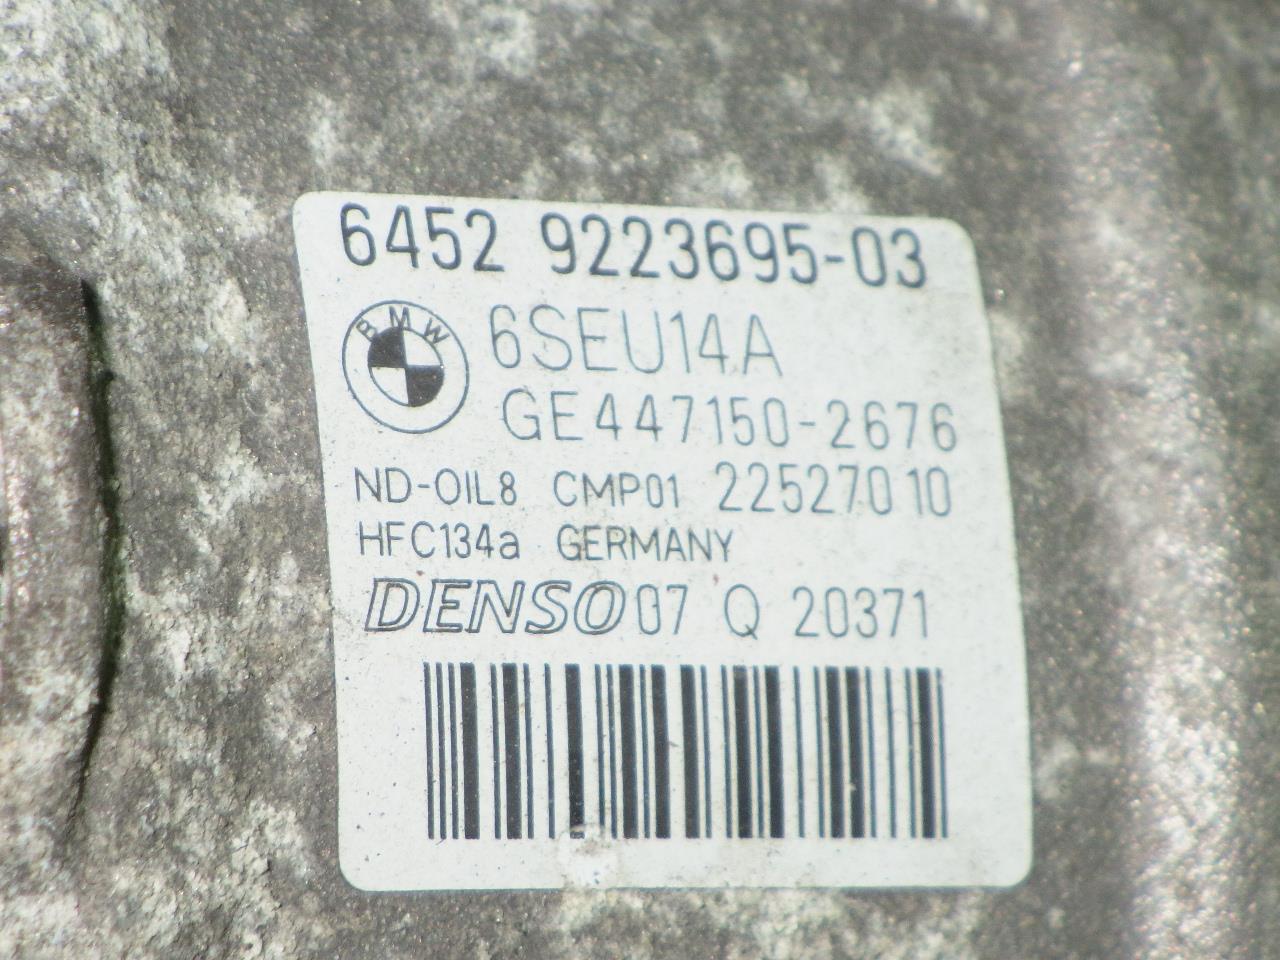 6452 9223695-03
BMW
6SEU14A
GE447150-2676
ND-OIL8 CMP01 22527010
HFC134a GERMANY
DENSO 07 Q 20371